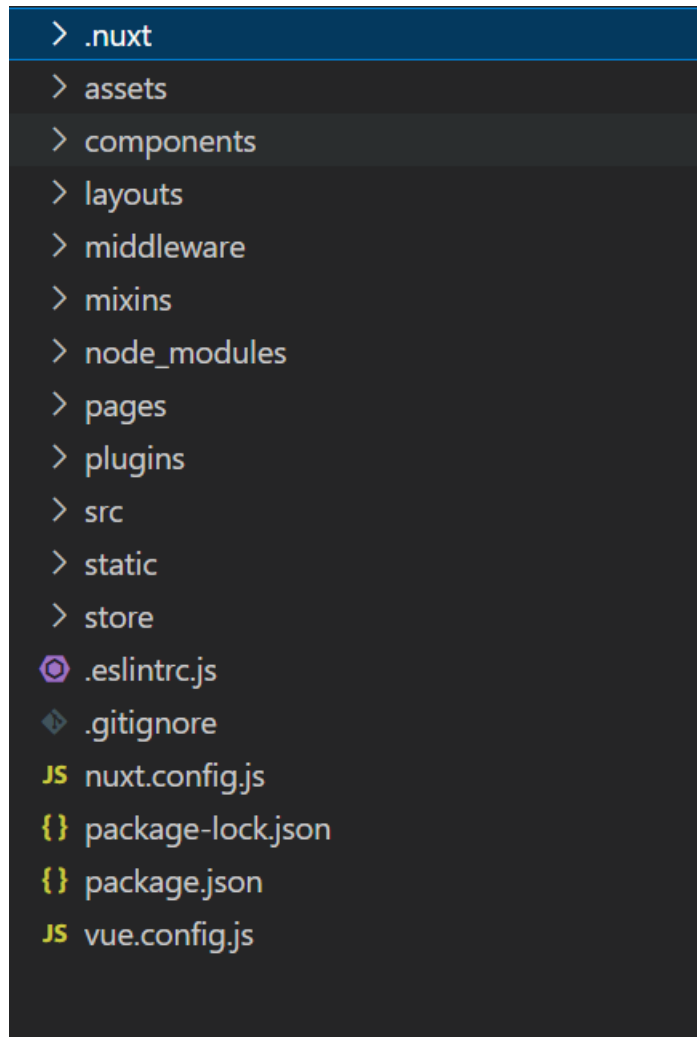 .nuxt
assets
components
layouts
middleware
mixins
node_modules
pages
plugins
src
static
store
.eslintrc.js
.gitignore
JS nuxt.config.js
{} package-lock.json
{} package.json
JS vue.config.js